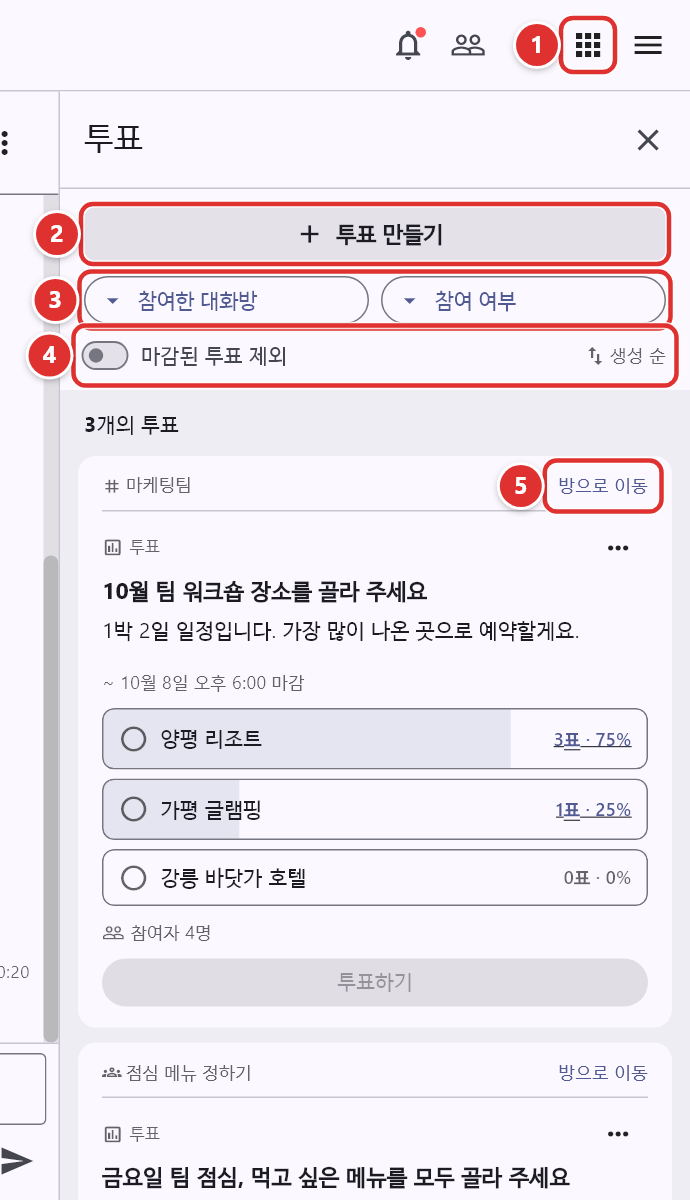 1
투표
2
+ 투표 만들기
3
참여한 대화방
참여 여부
4
마감된 투표 제외
생성 순
3개의 투표
# 마케팅팀
5
방으로 이동
투표
10월 팀 워크숍 장소를 골라 주세요
1박 2일 일정입니다. 가장 많이 나온 곳으로 예약할게요.
~ 10월 8일 오후 6:00 마감
양평 리조트
3표 · 75%
가평 글램핑
1표 · 25%
강릉 바닷가 호텔
0표 · 0%
참여자 4명
0:20
투표하기
점심 메뉴 정하기
방으로 이동
투표
금요일 팀 점심, 먹고 싶은 메뉴를 모두 골라 주세요